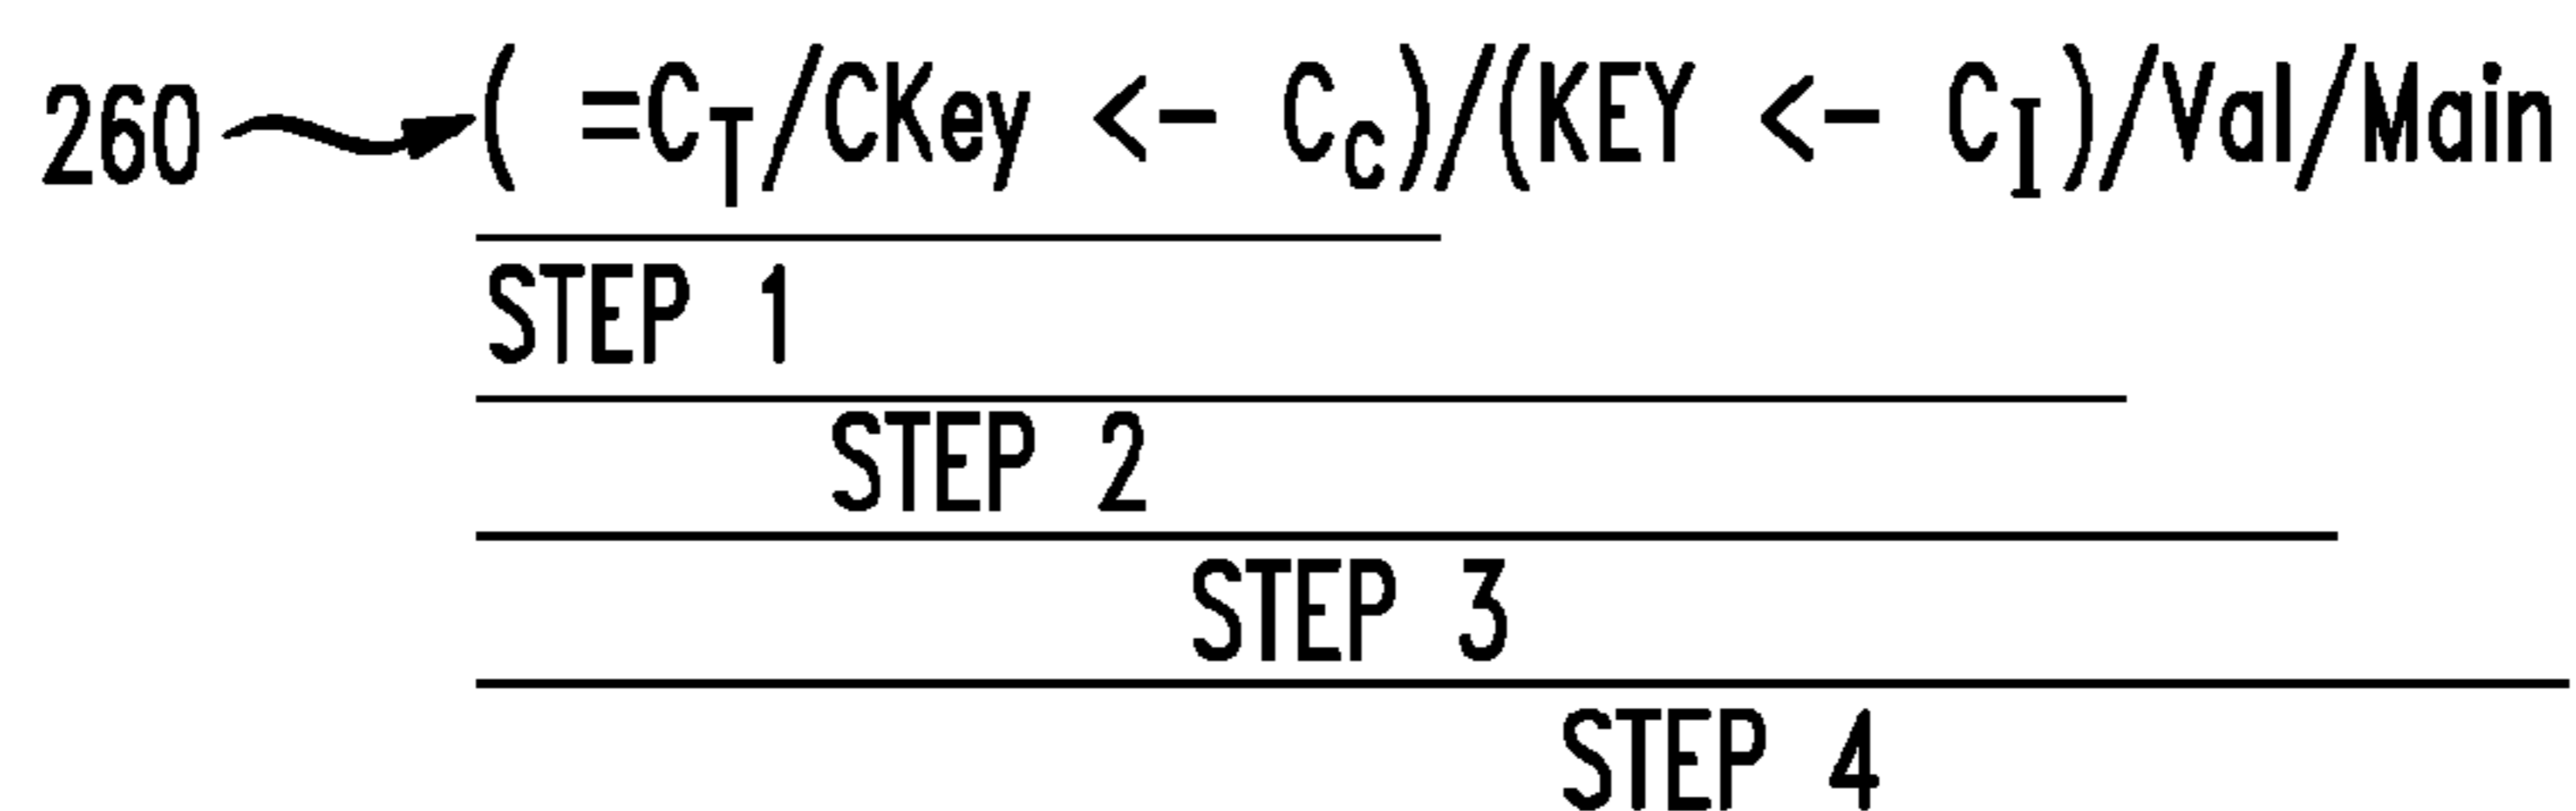 260 ( =C_T/CKey <- C_c)/(KEY <- C_I)/Val/Main
STEP 1
STEP 2
STEP 3
STEP 4